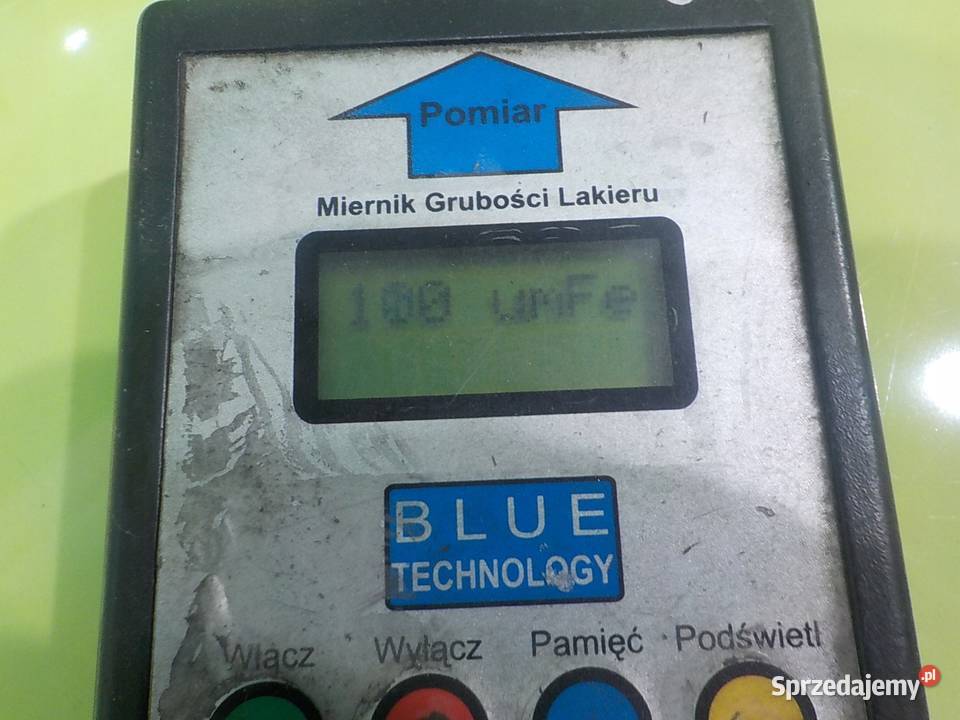 Pomiar
Miernik Grubości Lakieru
100 umFe
BLUE
TECHNOLOGY
Włącz Wyłącz Pamięć Podświetl
Sprzedajemy.pl